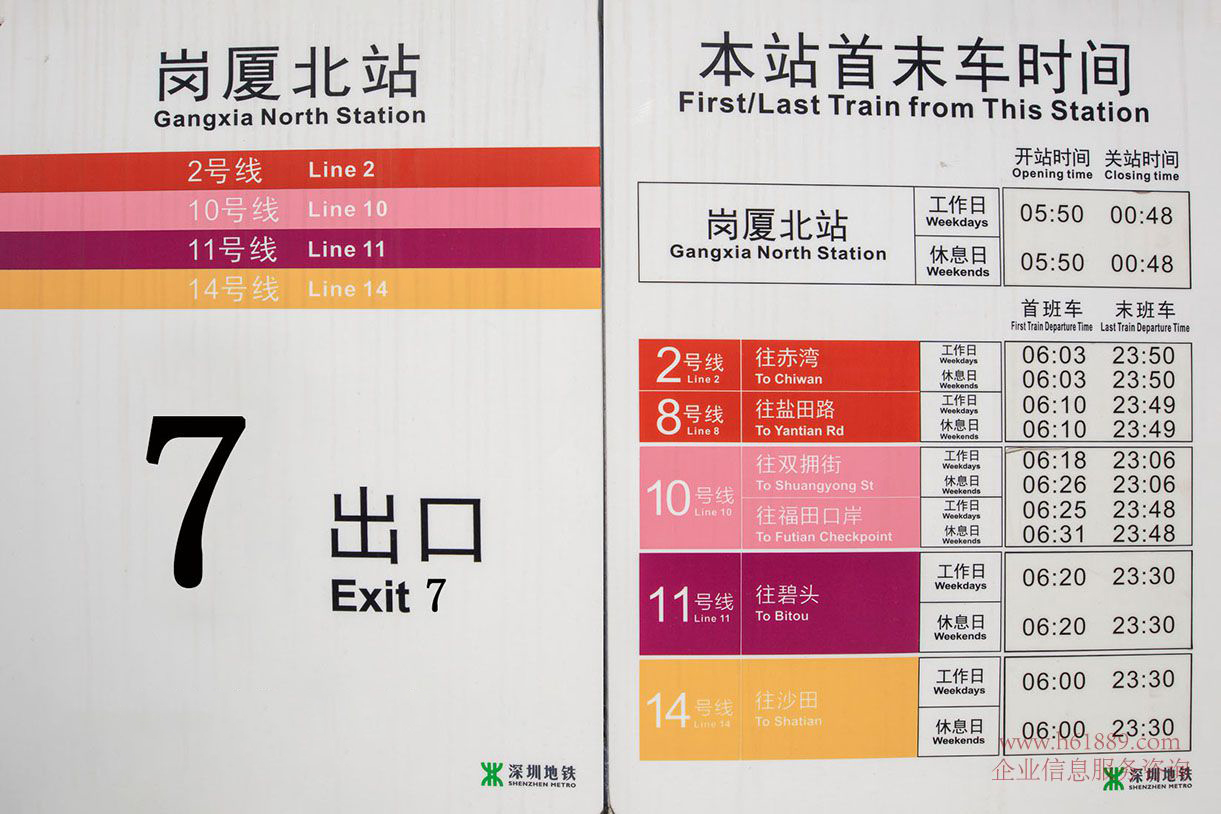 岗厦北站
Gangxia North Station
2号线 Line 2
10号线 Line 10
11号线 Line 11
14号线 Line 14
7
出口
Exit 7
深圳地铁
SHENZHEN METRO
本站首末车时间
First/Last Train from This Station
开站时间 关站时间
Opening time Closing time
岗厦北站
Gangxia North Station
工作日
Weekdays
05:50 00:48
休息日
Weekends
05:50 00:48
首班车 末班车
First Train Departure Time Last Train Departure Time
2号线
Line 2
往赤湾
To Chiwan
工作日
Weekdays
06:03 23:50
休息日
Weekends
06:03 23:50
8号线
Line 8
往盐田路
To Yantian Rd
工作日
Weekdays
06:10 23:49
休息日
Weekends
06:10 23:49
10号线
Line 10
往双拥街
To Shuangyong St
工作日
Weekdays
06:18 23:06
休息日
Weekends
06:26 23:06
往福田口岸
To Futian Checkpoint
工作日
Weekdays
06:25 23:48
休息日
Weekends
06:31 23:48
11号线
Line 11
往碧头
To Bitou
工作日
Weekdays
06:20 23:30
休息日
Weekends
06:20 23:30
14号线
Line 14
往沙田
To Shatian
工作日
Weekdays
06:00 23:30
休息日
Weekends
06:00 23:30
www.h61889.com
企业信息服务咨询
深圳地铁
SHENZHEN METRO